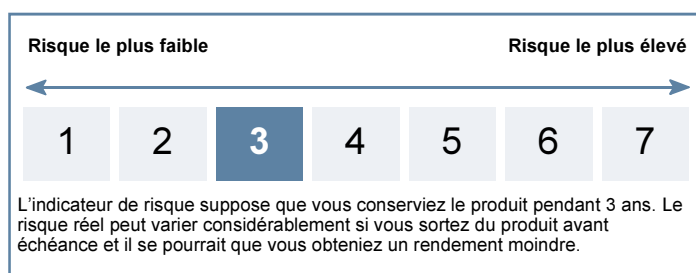 Risque le plus faible Risque le plus élevé
1 2 3 4 5 6 7
L'indicateur de risque suppose que vous conserviez le produit pendant 3 ans. Le
risque réel peut varier considérablement si vous sortez du produit avant
échéance et il se pourrait que vous obteniez un rendement moindre.